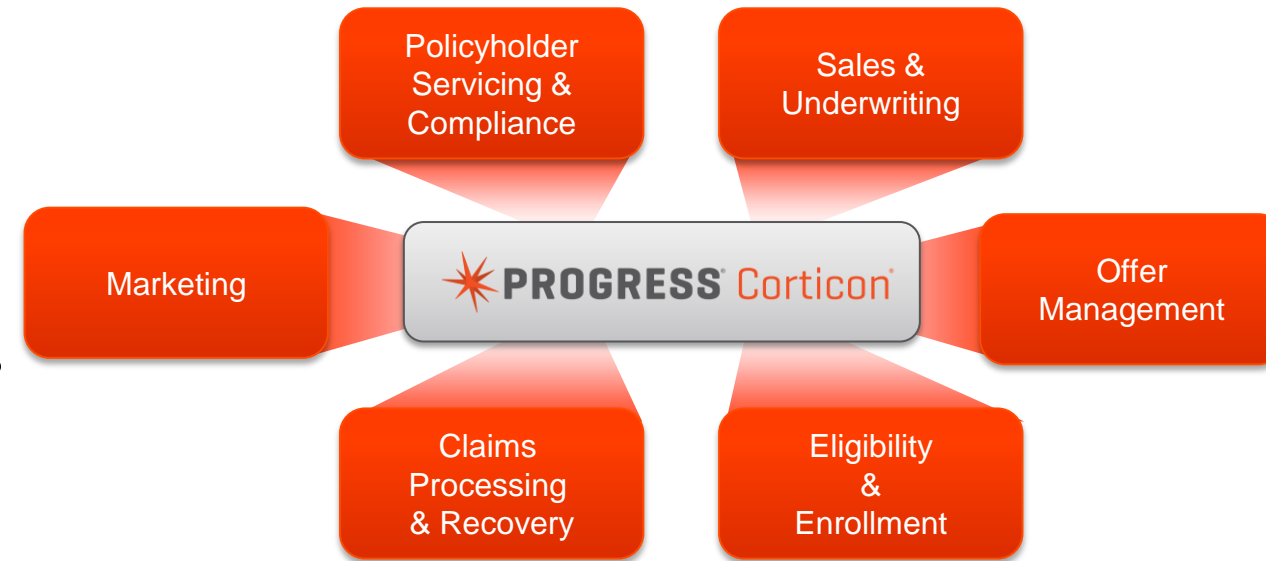 Policyholder
Servicing &
Compliance
Sales &
Underwriting
Marketing
PROGRESS® Corticon®
Offer
Management
Claims
Processing
& Recovery
Eligibility
&
Enrollment